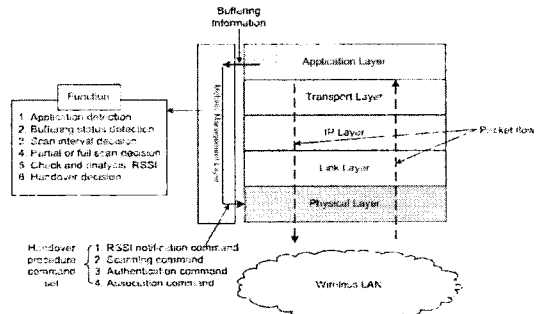 Buffering
Information
Application Layer
Transport Layer
IP Layer
Link Layer
Physical Layer
Management Layer
Packet flow
Function
1. Application detection
2. Buffering status detection
3. Scan interval decision
4. Partial or full scan decision
5. Check and analysis RSSI
6. Handover decision
Handover
procedure
command
set
1. RSSI notification command
2. Scanning command
3. Authentication command
4. Association command
Wireless LAN